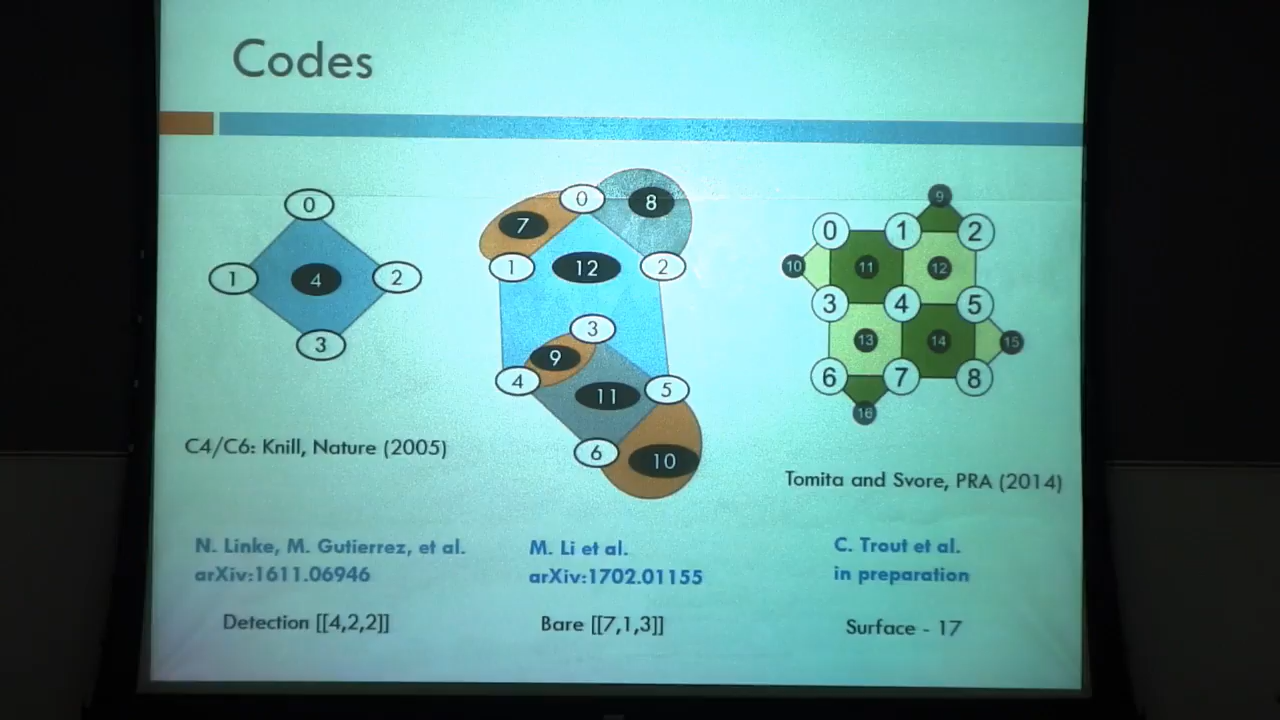 Codes
0
1
4
2
3
C4/C6: Knill, Nature (2005)
N. Linke, M. Gutierrez, et al.
arXiv:1611.06946
Detection [[4,2,2]]
0
8
7
1
12
2
3
9
4
11
5
6
10
M. Li et al.
arXiv:1702.01155
Bare [[7,1,3]]
9
0
1
2
10
11
12
3
4
5
13
14
15
6
7
8
16
Tomita and Svore, PRA (2014)
C. Trout et al.
in preparation
Surface - 17